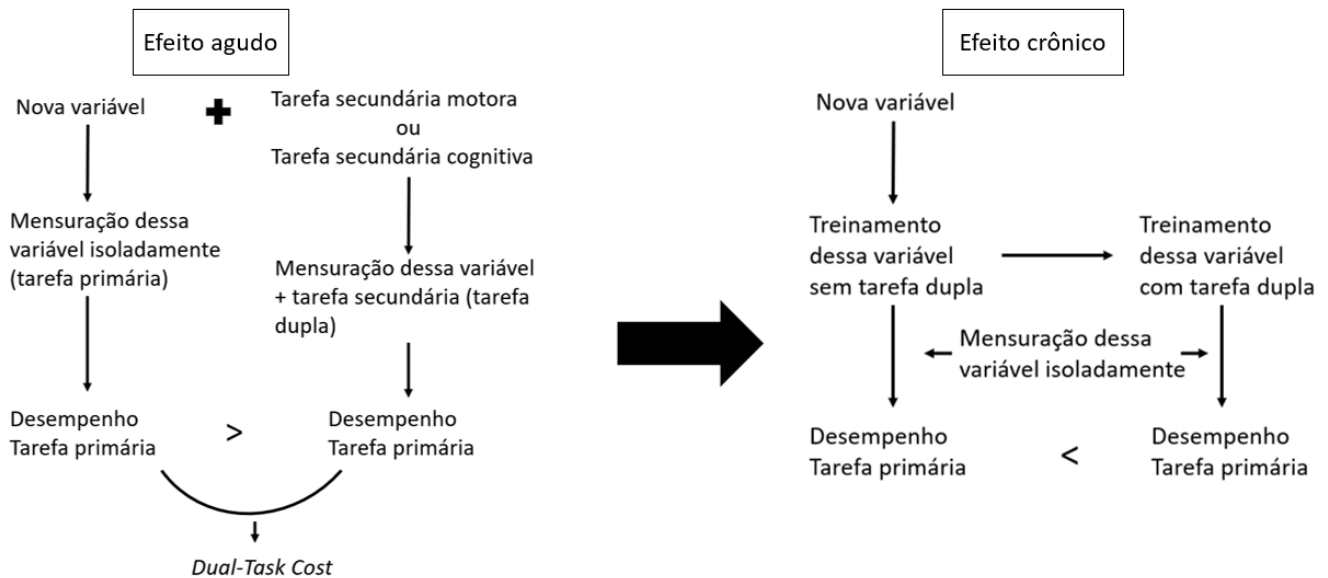 Efeito agudo
Nova variável
Tarefa secundária motora
ou
Tarefa secundária cognitiva
Mensuração dessa
variável isoladamente
(tarefa primária)
Mensuração dessa variável
+ tarefa secundária (tarefa
dupla)
Desempenho
Tarefa primária
>
Desempenho
Tarefa primária
Dual-Task Cost
Efeito crônico
Nova variável
Treinamento
dessa variável
sem tarefa dupla
Treinamento
dessa variável
com tarefa dupla
Mensuração dessa
variável isoladamente
Desempenho
Tarefa primária
<
Desempenho
Tarefa primária